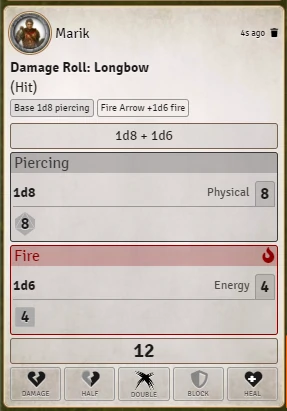 Marik
4s ago
Damage Roll: Longbow
(Hit)
Base 1d8 piercing
Fire Arrow +1d6 fire
1d8 + 1d6
Piercing
1d8
Physical
8
8
Fire
1d6
Energy
4
4
12
DAMAGE
HALF
DOUBLE
BLOCK
HEAL